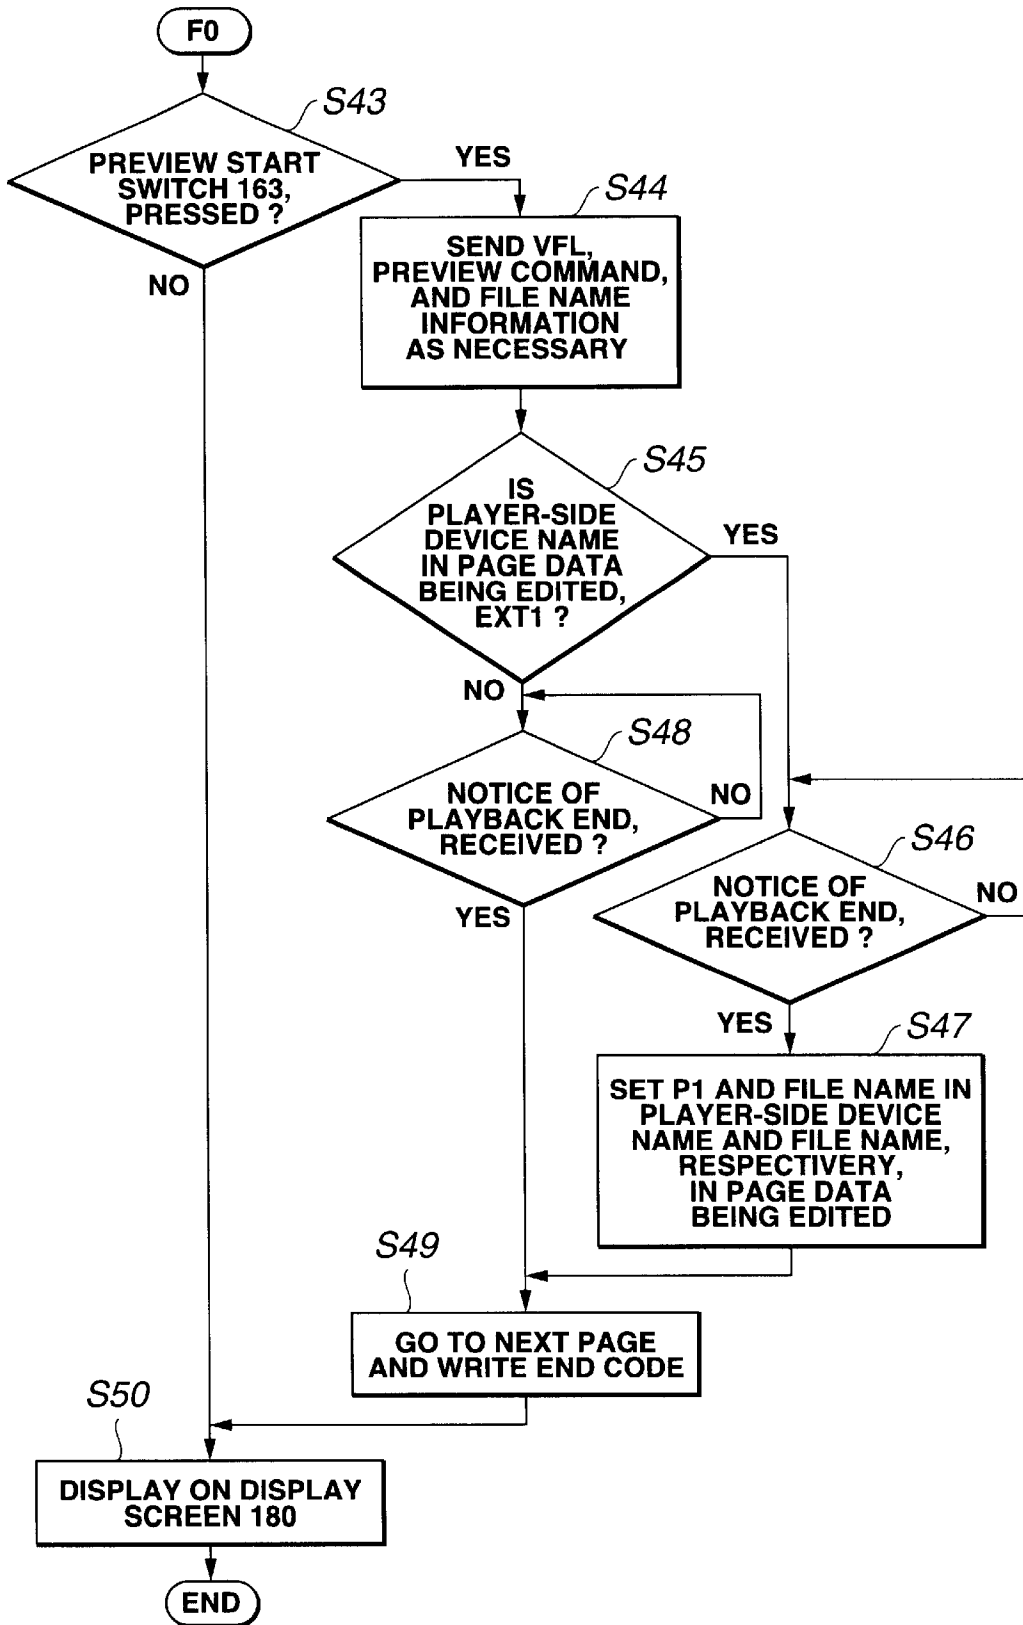 F0
S43
PREVIEW START
SWITCH 163,
PRESSED ?
YES
NO
S44
SEND VFL,
PREVIEW COMMAND,
AND FILE NAME
INFORMATION
AS NECESSARY
S45
IS
PLAYER-SIDE
DEVICE NAME
IN PAGE DATA
BEING EDITED,
EXT1 ?
YES
NO
S48
NOTICE OF
PLAYBACK END,
RECEIVED ?
NO
YES
S46
NOTICE OF
PLAYBACK END,
RECEIVED ?
NO
YES
S47
SET P1 AND FILE NAME IN
PLAYER-SIDE DEVICE
NAME AND FILE NAME,
RESPECTIVERY,
IN PAGE DATA
BEING EDITED
S49
GO TO NEXT PAGE
AND WRITE END CODE
S50
DISPLAY ON DISPLAY
SCREEN 180
END